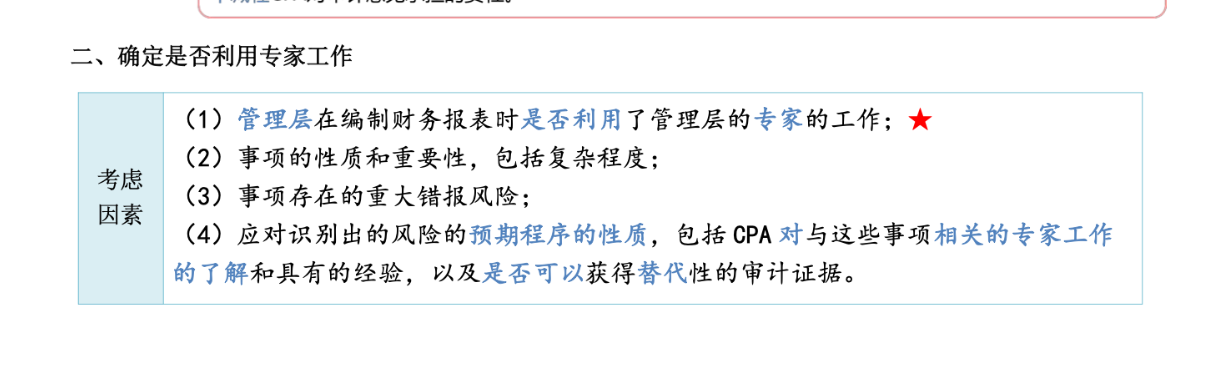 二、确定是否利用专家工作
考虑
因素
（1）管理层在编制财务报表时是否利用了管理层的专家的工作；★
（2）事项的性质和重要性，包括复杂程度；
（3）事项存在的重大错报风险；
（4）应对识别出的风险的预期程序的性质，包括 CPA 对与这些事项相关的专家工作
的了解和具有的经验，以及是否可以获得替代性的审计证据。